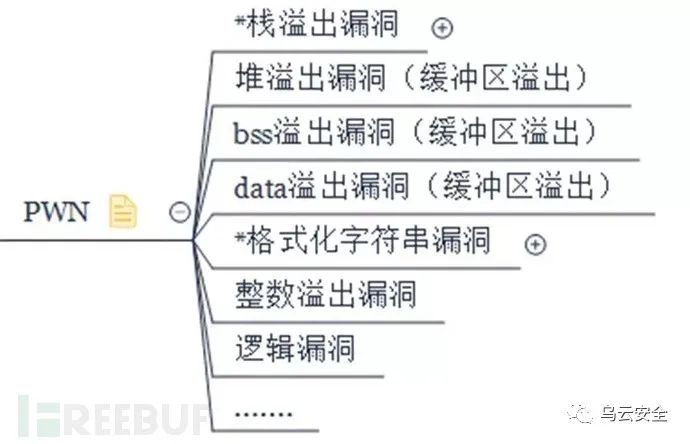 *栈溢出漏洞
堆溢出漏洞（缓冲区溢出）
bss溢出漏洞（缓冲区溢出）
data溢出漏洞（缓冲区溢出）
PWN
*格式化字符串漏洞
整数溢出漏洞
逻辑漏洞
.......
FREEBUF
乌云安全